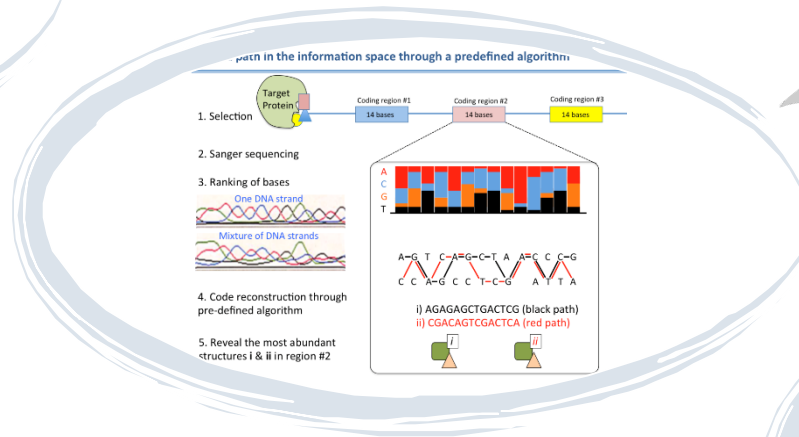 path in the information space through a predefined algorithm
Target
Protein
Coding region #1
Coding region #2
Coding region #3
1. Selection
14 bases
14 bases
14 bases
2. Sanger sequencing
3. Ranking of bases
One DNA strand
Mixture of DNA strands
A
C
G
T
A-G T C-A=G-C-T A A=C C C-G
C C A-G C C T-C-G A T T A
4. Code reconstruction through
pre-defined algorithm
i) AGAGAGCTGACTCG (black path)
ii) CGACAGTCGACTCA (red path)
5. Reveal the most abundant
structures i & ii in region #2
i
ii